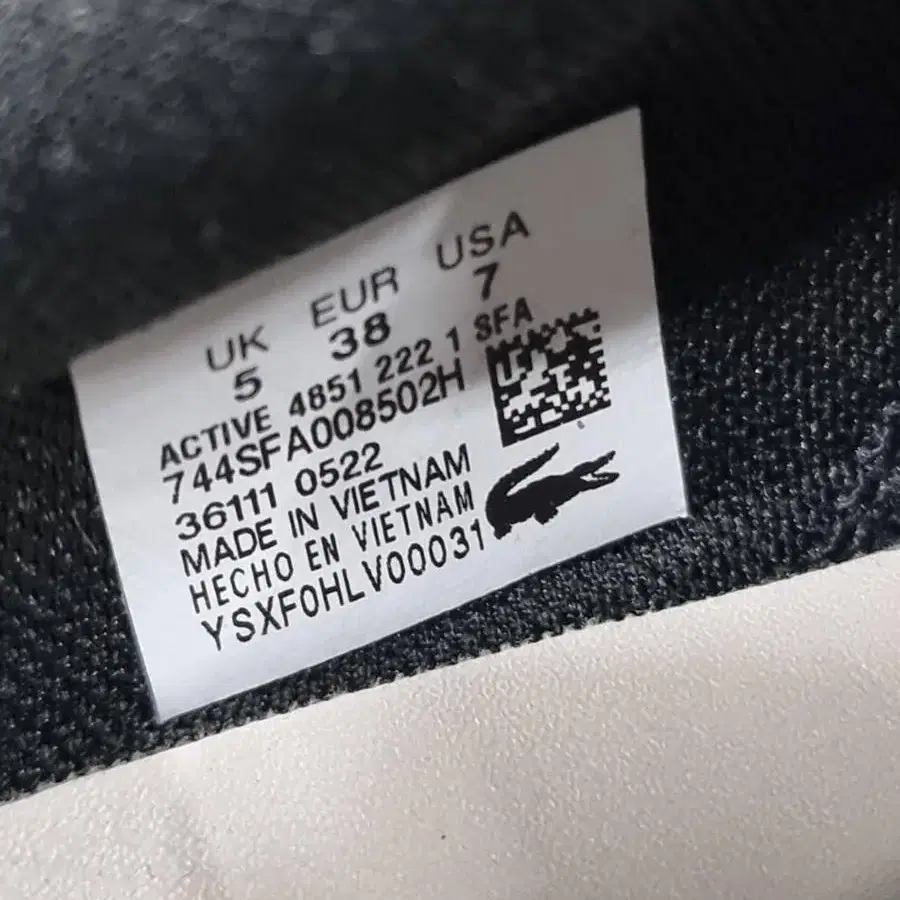 UK EUR USA
5 38 7
ACTIVE 4851 222 1 SFA
744SFA008502H
36111 0522
MADE IN VIETNAM
HECHO EN VIETNAM
YSXF0HLV00031